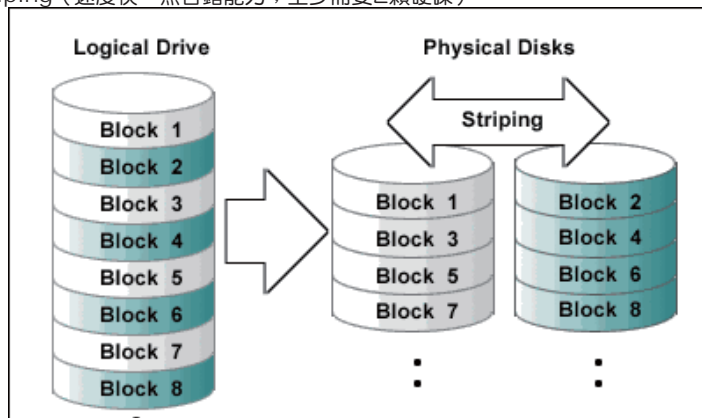 Logical Drive
Physical Disks
Striping
Block 1
Block 2
Block 3
Block 4
Block 5
Block 6
Block 7
Block 8
Block 1
Block 3
Block 5
Block 7
Block 2
Block 4
Block 6
Block 8